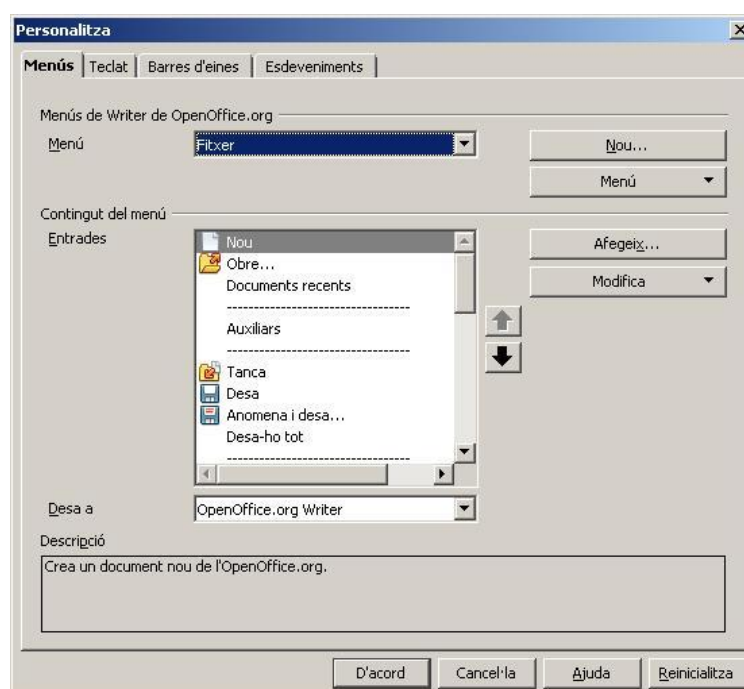 Personalitza
Menús Teclat Barres d'eines Esdeveniments
Menús de Writer de OpenOffice.org
Menú Fitxer Nou...
Menú
Contingut del menú
Entrades Nou Afegeix...
Obre... Modifica
Documents recents
--------------------------------
Auxiliars
--------------------------------
Tanca
Desa
Anomena i desa...
Desa-ho tot
--------------------------------
Desa a OpenOffice.org Writer
Descripció
Crea un document nou de l'OpenOffice.org.
D'acord Cancel·la Ajuda Reinicialitza